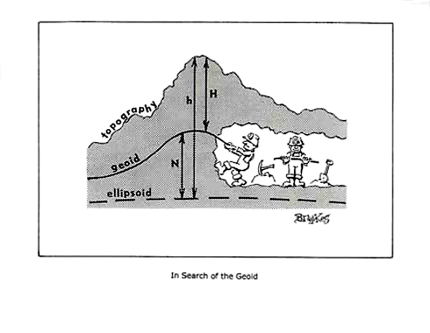 h
H
topography
geoid
N
ellipsoid
In Search of the Geoid